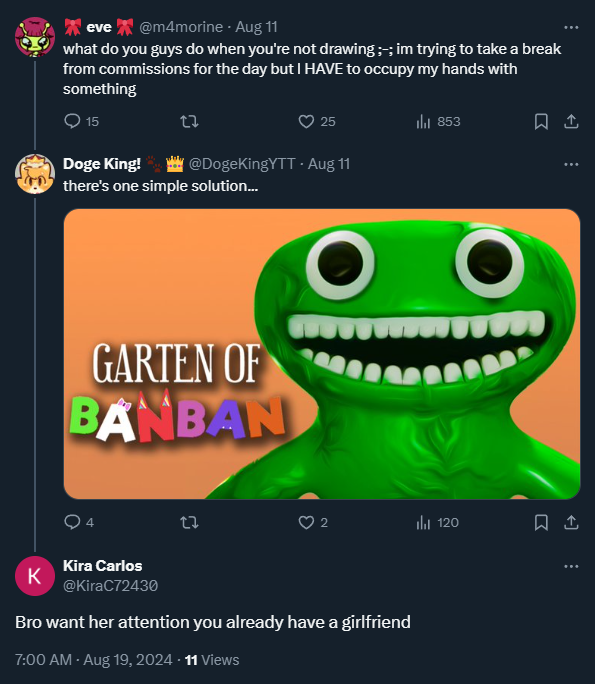 eve @m4morine · Aug 11
what do you guys do when you're not drawing ;-; im trying to take a break
from commissions for the day but I HAVE to occupy my hands with
something
15 25 853
Doge King! 🐾 👑 @DogeKingYTT · Aug 11
there's one simple solution...
GARTEN OF
BANBAN
4 2 120
K
Kira Carlos
@KiraC72430
Bro want her attention you already have a girlfriend
7:00 AM · Aug 19, 2024 · 11 Views